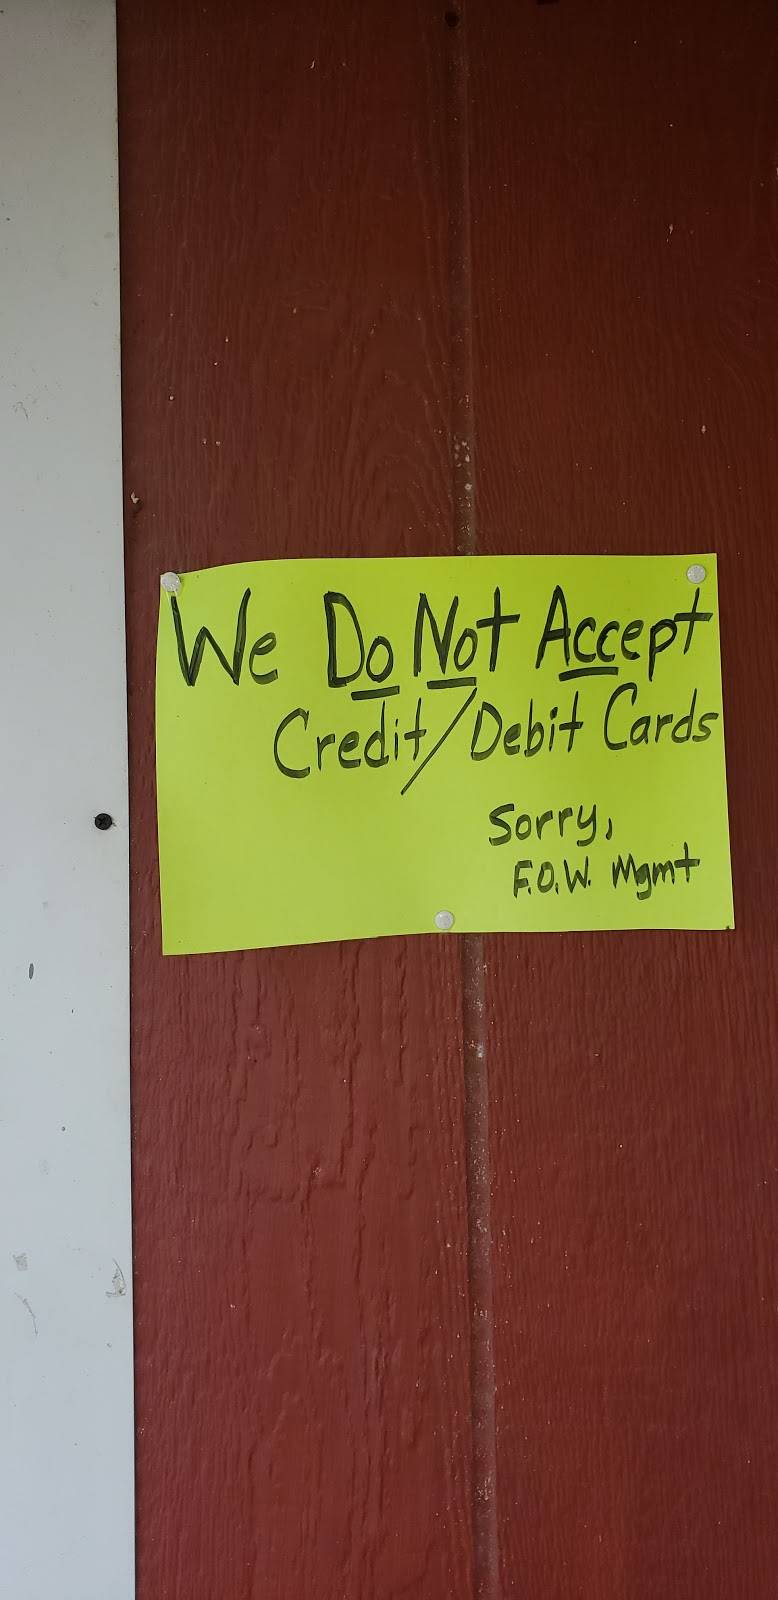 We Do Not Accept
Credit/Debit Cards
Sorry,
F.O.W. Mgmt